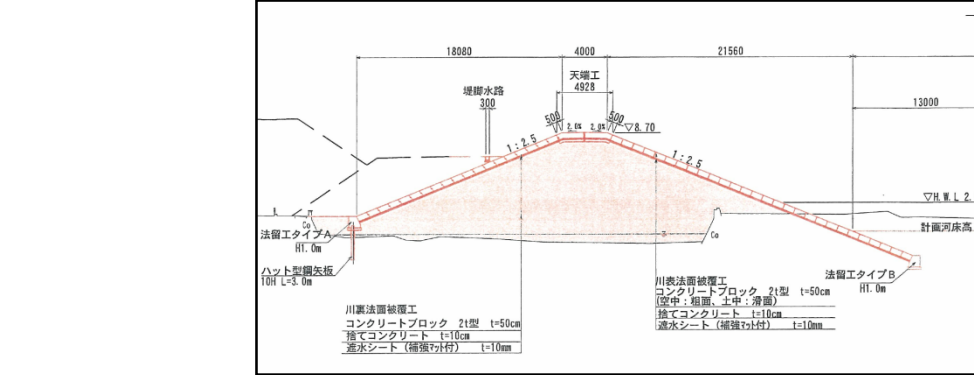 18080
4000
21560
天端工
4928
13000
堤脚水路
300
500
500
2.0%
2.0%
▽8.70
1:2.5
1:2.5
▽H.W.L 2.
Co
Co
計画河床高
法留工タイプA
H1.0m
ハット型鋼矢板
10H L=3.0m
法留工タイプB
H1.0m
川裏法面被覆工
コンクリートブロック 2t型 t=50cm
捨てコンクリート t=10cm
遮水シート(補強マット付) t=10mm
川表法面被覆工
コンクリートブロック 2t型 t=50cm
(空中:粗面、土中:滑面)
捨てコンクリート t=10cm
遮水シート(補強マット付) t=10mm